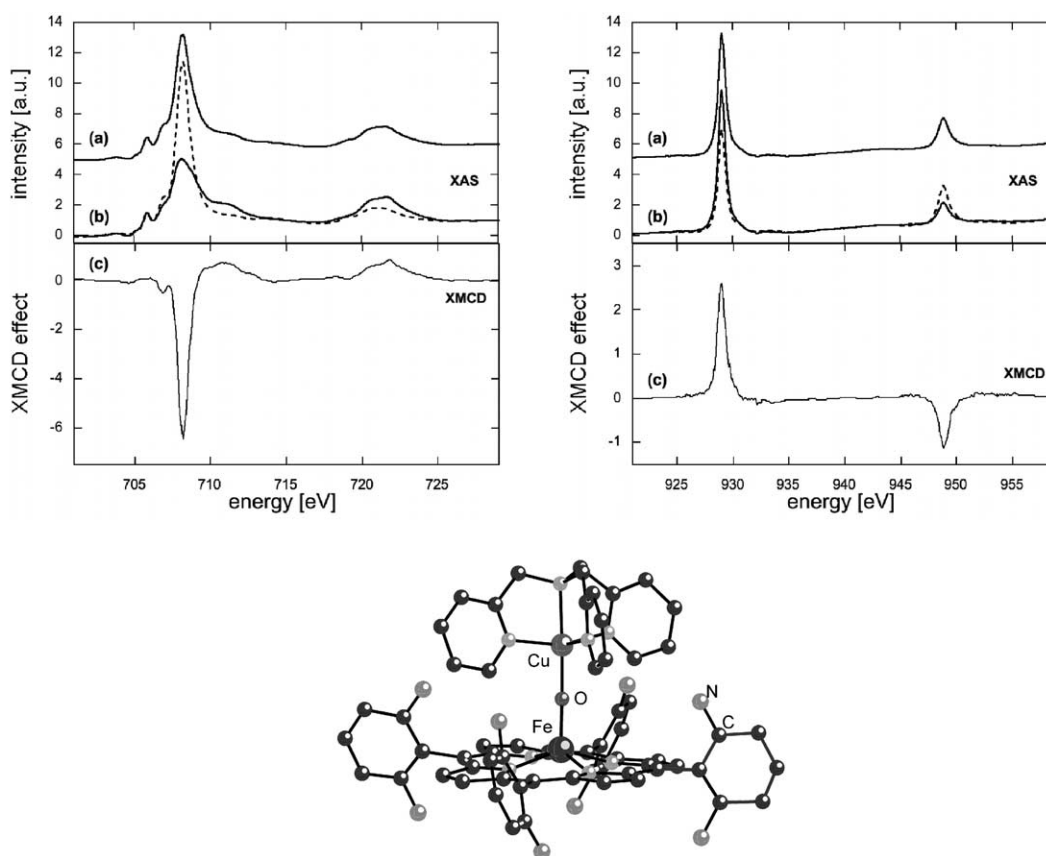 intensity [a.u.]
14
12
10
8
6
4
2
0
(a)
XAS
(b)
XMCD effect
0
-2
-4
-6
(c)
XMCD
705 710 715 720 725
energy [eV]
intensity [a.u.]
14
12
10
8
6
4
2
0
(a)
XAS
(b)
XMCD effect
3
2
1
0
-1
(c)
XMCD
925 930 935 940 945 950 955
energy [eV]
Cu
O
Fe
N
C